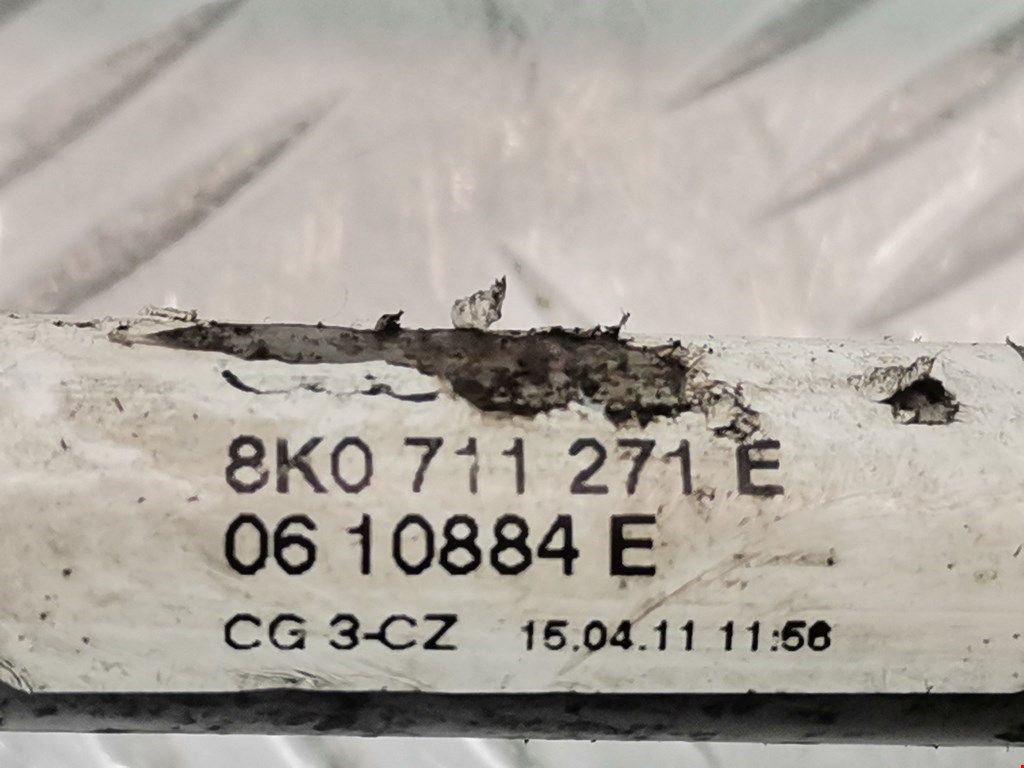 8K0 711 271 E
06 10884 E
CG 3-CZ 15.04.11 11:56